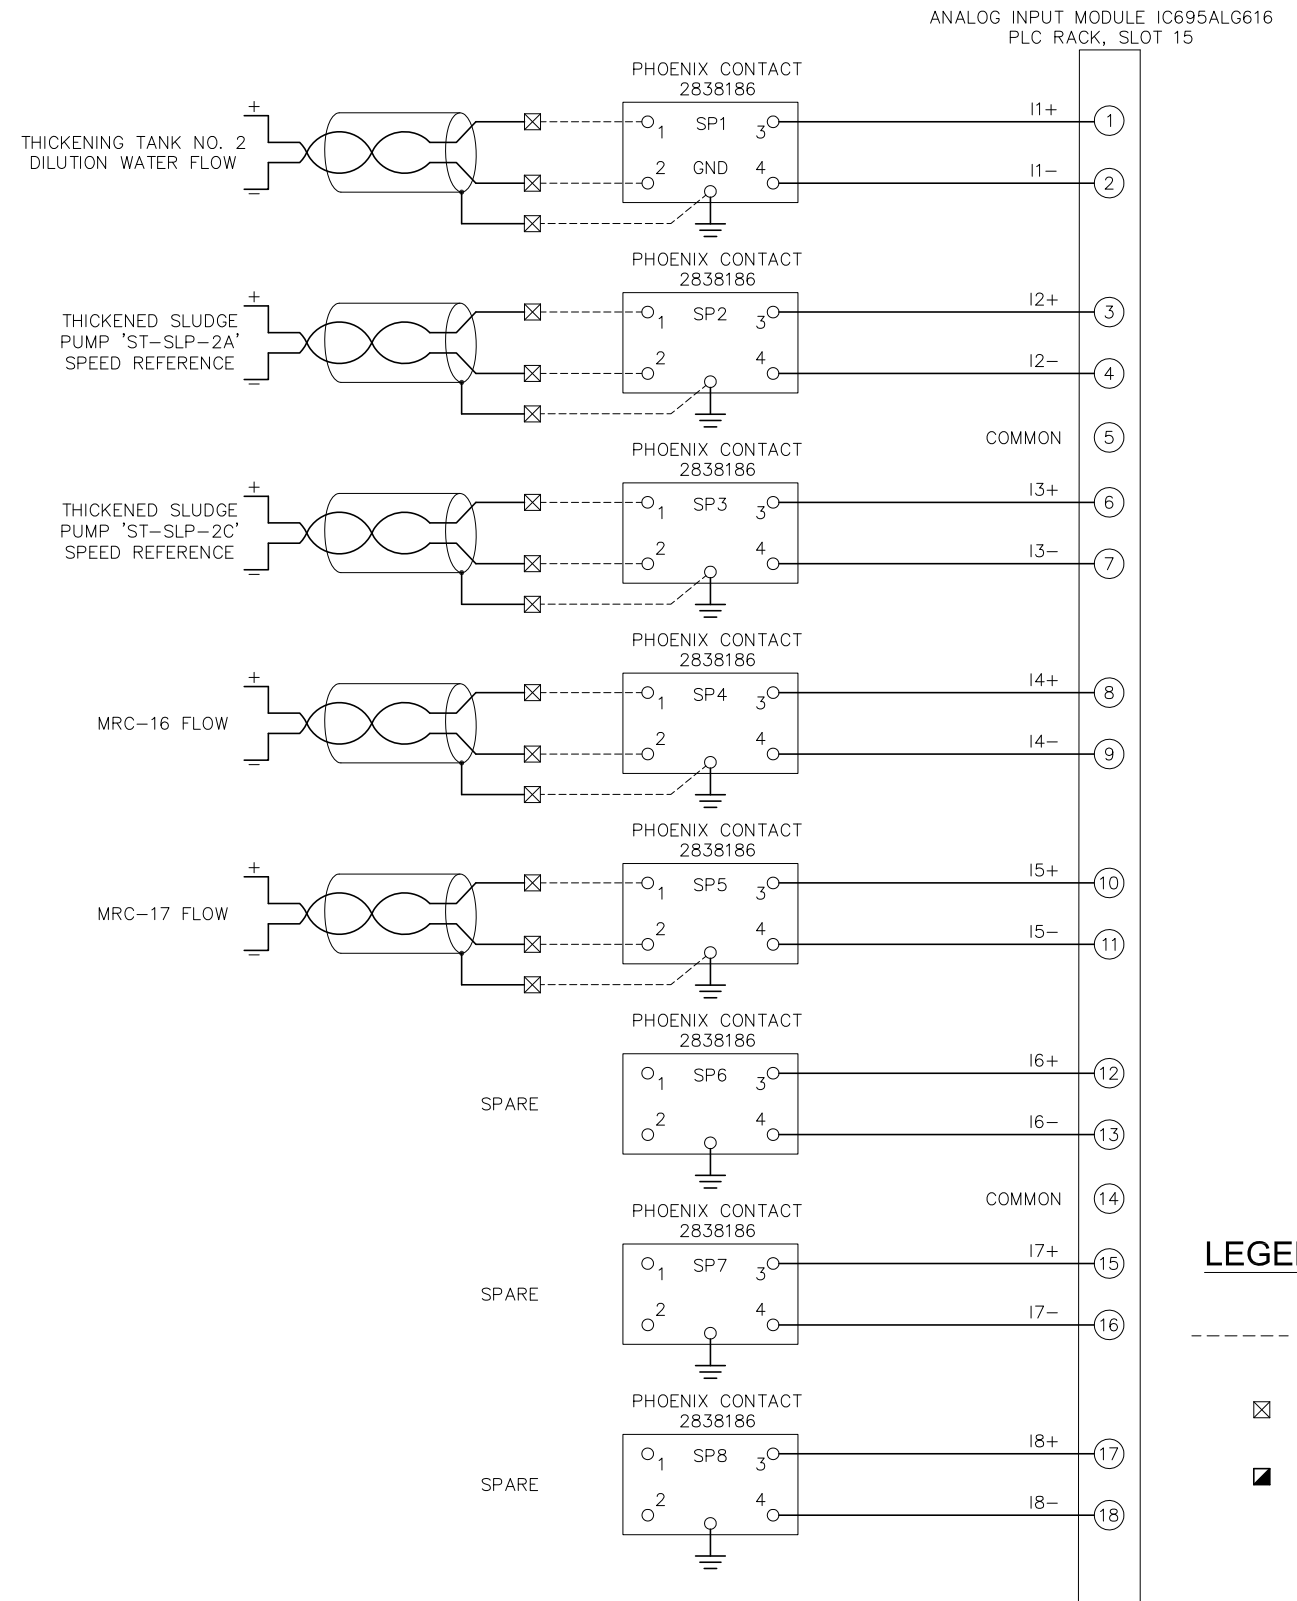 ANALOG INPUT MODULE IC695ALG616
PLC RACK, SLOT 15
PHOENIX CONTACT
2838186
THICKENING TANK NO. 2
DILUTION WATER FLOW
+
−
1 SP1 3
2 GND 4
I1+ 1
I1− 2
PHOENIX CONTACT
2838186
THICKENED SLUDGE
PUMP 'ST−SLP−2A'
SPEED REFERENCE
+
−
1 SP2 3
2 4
I2+ 3
I2− 4
COMMON 5
PHOENIX CONTACT
2838186
THICKENED SLUDGE
PUMP 'ST−SLP−2C'
SPEED REFERENCE
+
−
1 SP3 3
2 4
I3+ 6
I3− 7
PHOENIX CONTACT
2838186
MRC−16 FLOW
+
−
1 SP4 3
2 4
I4+ 8
I4− 9
PHOENIX CONTACT
2838186
MRC−17 FLOW
+
−
1 SP5 3
2 4
I5+ 10
I5− 11
PHOENIX CONTACT
2838186
SPARE
1 SP6 3
2 4
I6+ 12
I6− 13
COMMON 14
PHOENIX CONTACT
2838186
SPARE
1 SP7 3
2 4
I7+ 15
I7− 16
LEGE
PHOENIX CONTACT
2838186
SPARE
1 SP8 3
2 4
I8+ 17
I8− 18